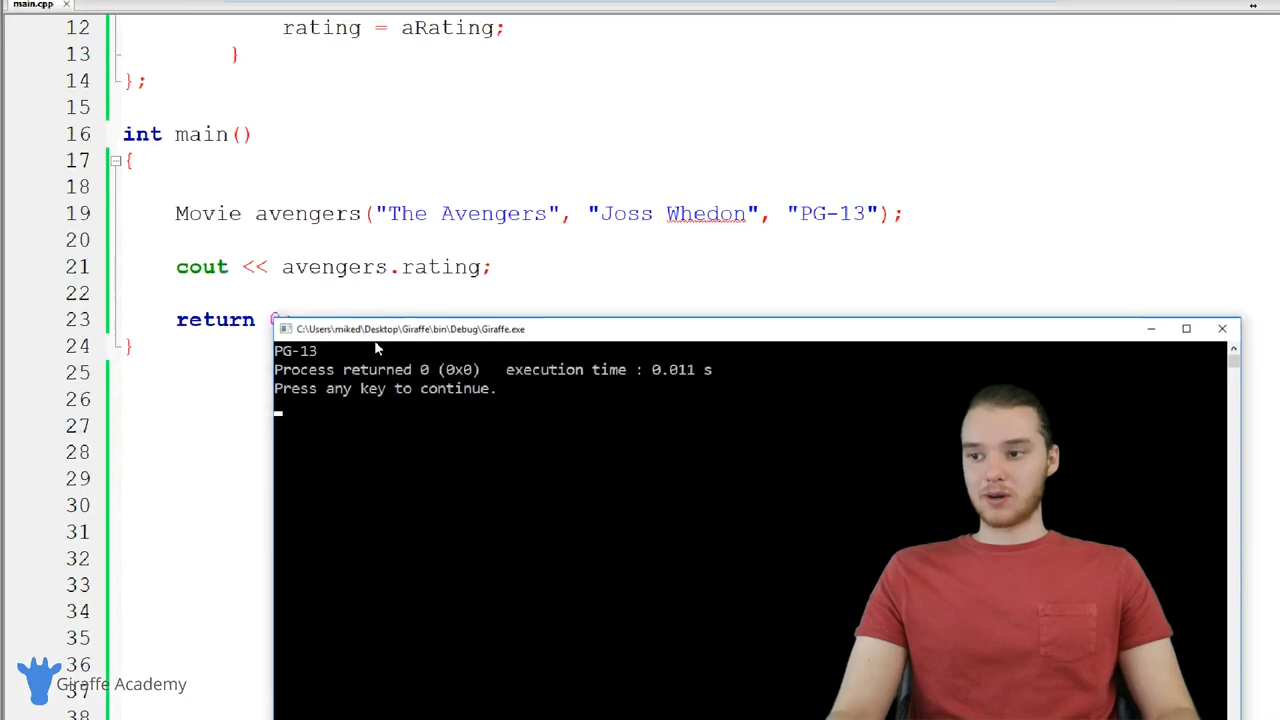 main.cpp
12 rating = aRating;
13 }
14 };
15
16 int main()
17 {
18
19 Movie avengers("The Avengers", "Joss Whedon", "PG-13");
20
21 cout << avengers.rating;
22
23 return
24 }
25
26
27
28
29
30
31
32
33
34
35
36
37
38
C:\Users\miked\Desktop\Giraffe\bin\Debug\Giraffe.exe
PG-13
Process returned 0 (0x0) execution time : 0.011 s
Press any key to continue.
Giraffe Academy